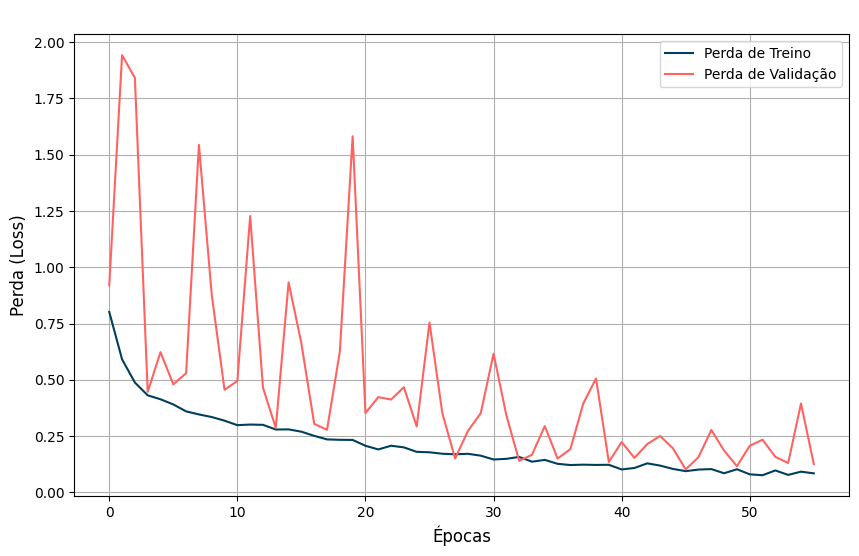 2.00
1.75
1.50
1.25
1.00
0.75
0.50
0.25
0.00
Perda (Loss)
Perda de Treino
Perda de Validação
0 10 20 30 40 50
Épocas